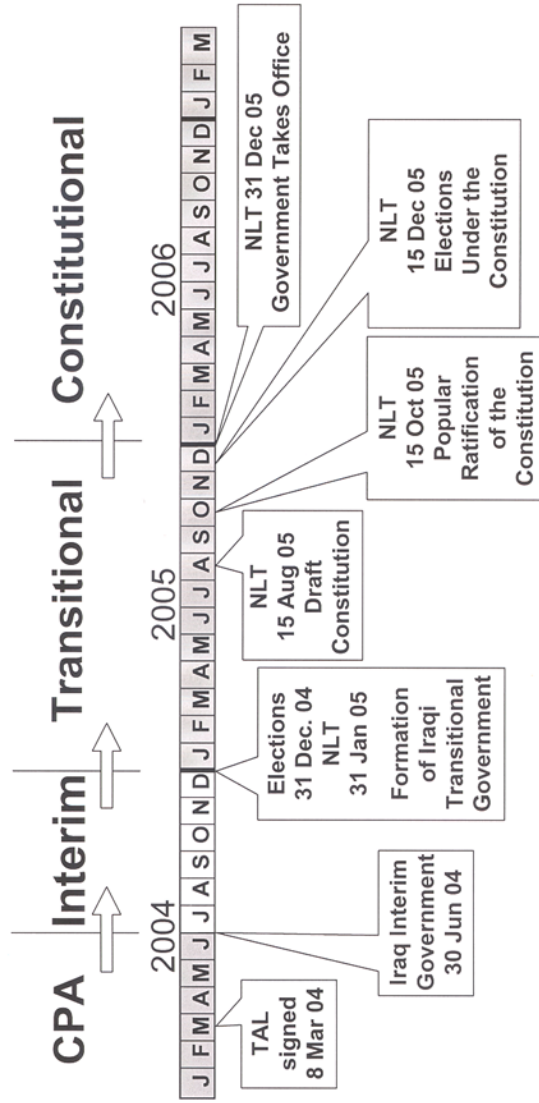 CPA Interim Transitional Constitutional
2004 2005 2006
J F M A M J J A S O N D J F M A M J J A S O N D J F M A M J J A S O N D J F M
TAL
signed
8 Mar 04
Iraq Interim
Government
30 Jun 04
Elections
31 Dec. 04
NLT
31 Jan 05
Formation
of Iraqi
Transitional
Government
NLT
15 Aug 05
Draft
Constitution
NLT
15 Oct 05
Popular
Ratification
of the
Constitution
NLT
15 Dec 05
Elections
Under the
Constitution
NLT 31 Dec 05
Government Takes Office